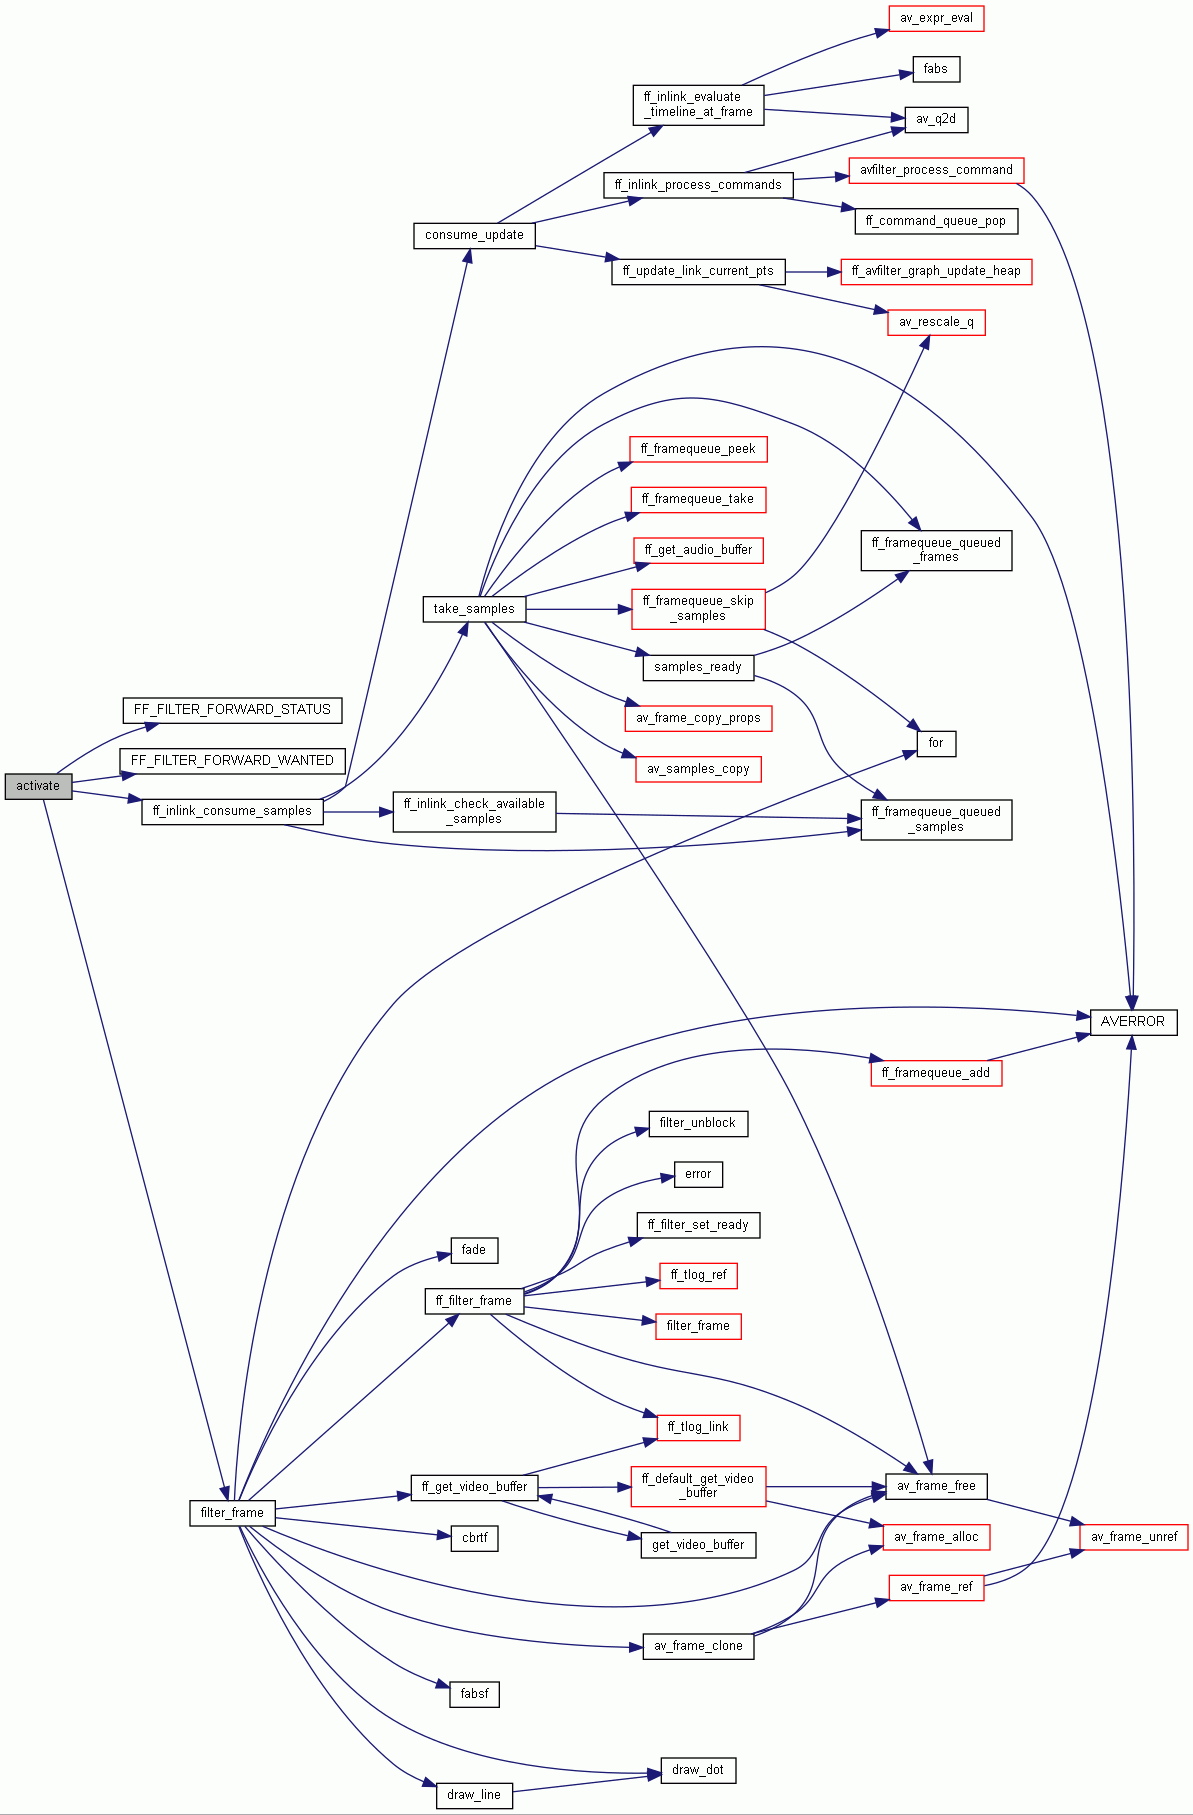 av_expr_eval
fabs
ff_inlink_evaluate
_timeline_at_frame
av_q2d
avfilter_process_command
ff_inlink_process_commands
ff_command_queue_pop
consume_update
ff_update_link_current_pts
ff_avfilter_graph_update_heap
av_rescale_q
ff_framequeue_peek
ff_framequeue_take
ff_get_audio_buffer
ff_framequeue_queued
_frames
take_samples
ff_framequeue_skip
_samples
samples_ready
FF_FILTER_FORWARD_STATUS
av_frame_copy_props
for
FF_FILTER_FORWARD_WANTED
av_samples_copy
activate
ff_inlink_consume_samples
ff_inlink_check_available
_samples
ff_framequeue_queued
_samples
AVERROR
ff_framequeue_add
filter_unblock
error
ff_filter_set_ready
fade
ff_tlog_ref
ff_filter_frame
filter_frame
ff_tlog_link
ff_get_video_buffer
ff_default_get_video
_buffer
av_frame_free
filter_frame
cbrtf
get_video_buffer
av_frame_alloc
av_frame_unref
av_frame_ref
av_frame_clone
fabsf
draw_dot
draw_line